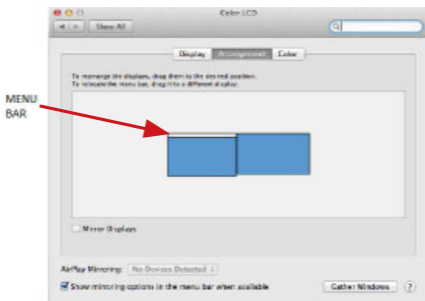 Color LCD
Show All
Display Arrangement Color
To rearrange the displays, drag them to the desired position.
To relocate the menu bar, drag it to a different display.
MENU
BAR
Mirror Displays
AirPlay Mirroring: No Devices Detected
Show mirroring options in the menu bar when available
Gather Windows ?